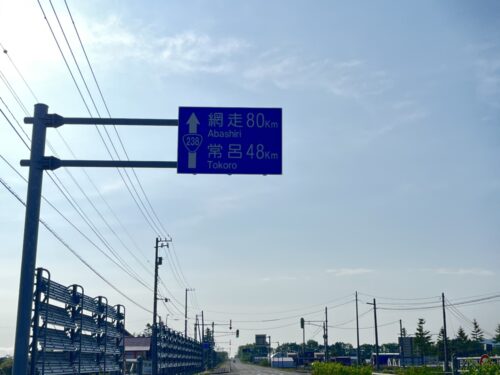 網走 80Km
Abashiri
238
常呂 48Km
Tokoro